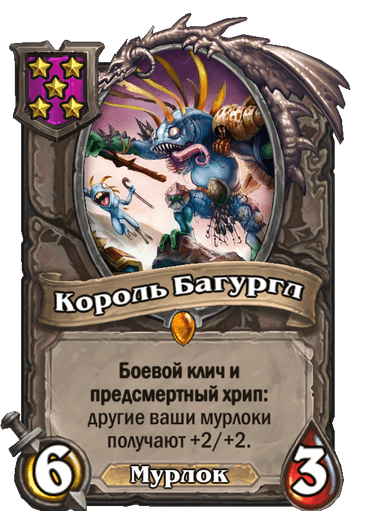 Король Багургл
Боевой клич и
предсмертный хрип:
другие ваши мурлоки
получают +2/+2.
6
Мурлок
3